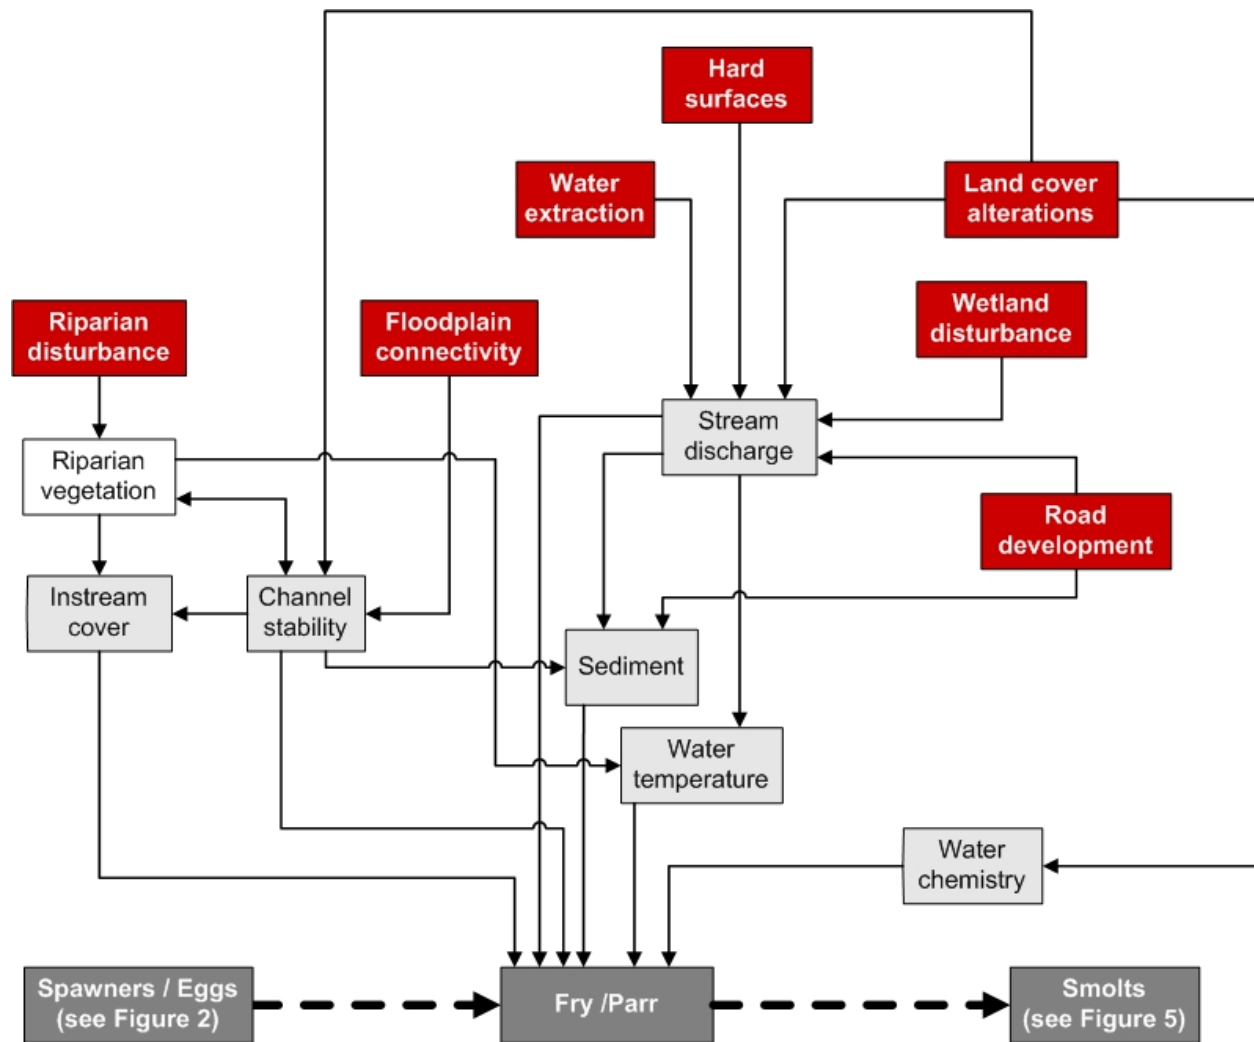 Hard
surfaces
Water
extraction
Land cover
alterations
Riparian
disturbance
Floodplain
connectivity
Wetland
disturbance
Riparian
vegetation
Stream
discharge
Road
development
Instream
cover
Channel
stability
Sediment
Water
temperature
Water
chemistry
Spawners / Eggs
(see Figure 2)
Fry /Parr
Smolts
(see Figure 5)